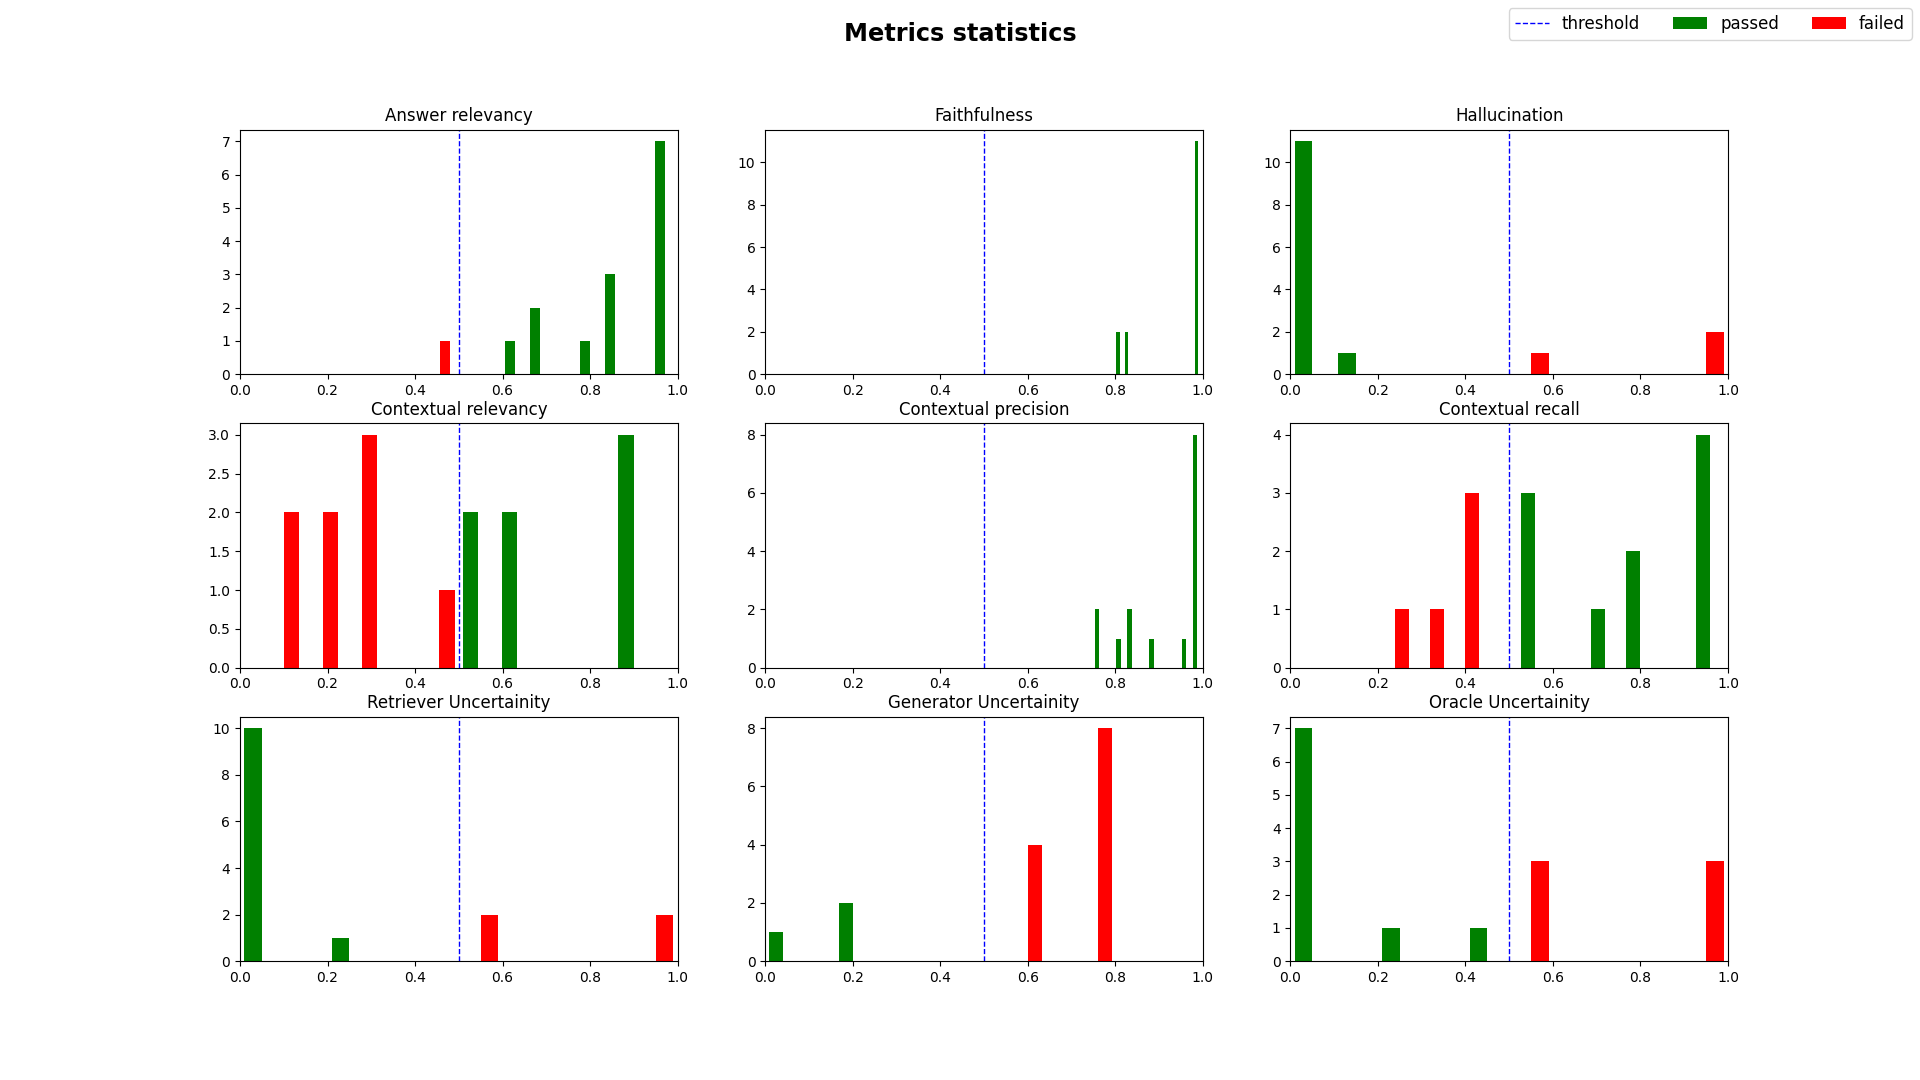 Metrics statistics
threshold passed failed
Answer relevancy
7
6
5
4
3
2
1
0
0.0 0.2 0.4 0.6 0.8 1.0
Faithfulness
10
8
6
4
2
0
0.0 0.2 0.4 0.6 0.8 1.0
Hallucination
10
8
6
4
2
0
0.0 0.2 0.4 0.6 0.8 1.0
Contextual relevancy
3.0
2.5
2.0
1.5
1.0
0.5
0.0
0.0 0.2 0.4 0.6 0.8 1.0
Contextual precision
8
6
4
2
0
0.0 0.2 0.4 0.6 0.8 1.0
Contextual recall
4
3
2
1
0
0.0 0.2 0.4 0.6 0.8 1.0
Retriever Uncertainity
10
8
6
4
2
0
0.0 0.2 0.4 0.6 0.8 1.0
Generator Uncertainity
8
6
4
2
0
0.0 0.2 0.4 0.6 0.8 1.0
Oracle Uncertainity
7
6
5
4
3
2
1
0
0.0 0.2 0.4 0.6 0.8 1.0